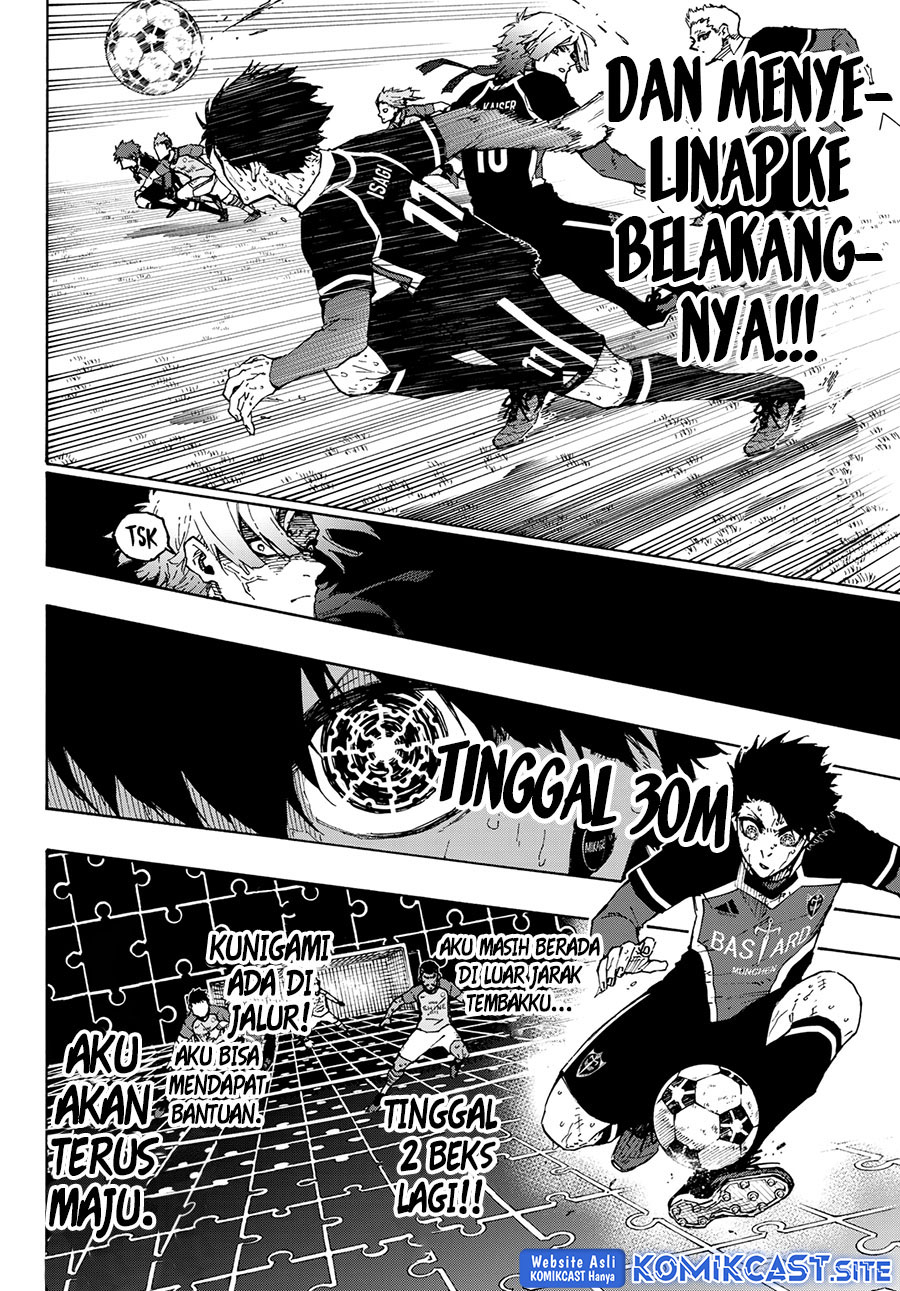 DAN MENYE-
LINAP KE
BELAKANG-
NYA!!!
KAISER
10
ISAGI
11
11
TSK
TINGGAL 30M
MIKAGE
BASTARD
MÜNCHEN
AKU MASIH BERADA
DI LUAR JARAK
TEMBAKKU...
KUNIGAMI
ADA DI
JALUR!
AKU BISA
MENDAPAT
BANTUAN.
TINGGAL
2 BEKS
LAGI!!
AKU
AKAN
TERUS
MAJU.
Website Asli
KOMIKCAST Hanya
KOMIKCAST.SITE